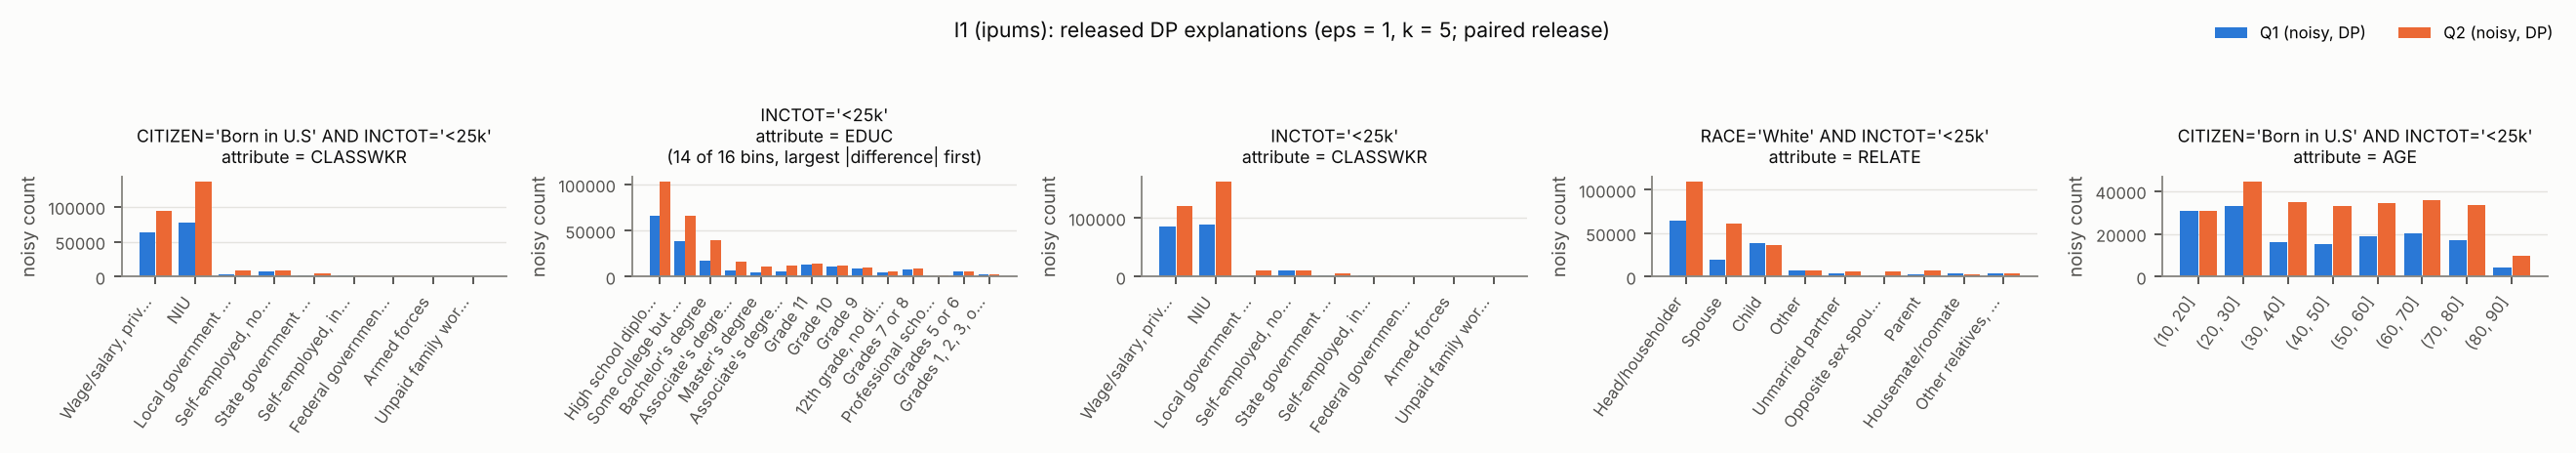 I1 (ipums): released DP explanations (eps = 1, k = 5; paired release)
Q1 (noisy, DP)
Q2 (noisy, DP)
CITIZEN='Born in U.S' AND INCTOT='<25k'
attribute = CLASSWKR
noisy count
100000
50000
0
Wage/salary, priv...
NIU
Local government ...
Self-employed, no...
State government ...
Self-employed, in...
Federal governmen...
Armed forces
Unpaid family wor...
INCTOT='<25k'
attribute = EDUC
(14 of 16 bins, largest |difference| first)
noisy count
100000
50000
0
High school diplo...
Some college but ...
Bachelor's degree
Associate's degre...
Master's degree
Associate's degre...
Grade 11
Grade 10
Grade 9
12th grade, no di...
Grades 7 or 8
Professional scho...
Grades 5 or 6
Grades 1, 2, 3, o...
INCTOT='<25k'
attribute = CLASSWKR
noisy count
100000
0
Wage/salary, priv...
NIU
Local government ...
Self-employed, no...
State government ...
Self-employed, in...
Federal governmen...
Armed forces
Unpaid family wor...
RACE='White' AND INCTOT='<25k'
attribute = RELATE
noisy count
100000
50000
0
Head/householder
Spouse
Child
Other
Unmarried partner
Opposite sex spou...
Parent
Housemate/roomate
Other relatives, ...
CITIZEN='Born in U.S' AND INCTOT='<25k'
attribute = AGE
noisy count
40000
20000
0
(10, 20]
(20, 30]
(30, 40]
(40, 50]
(50, 60]
(60, 70]
(70, 80]
(80, 90]